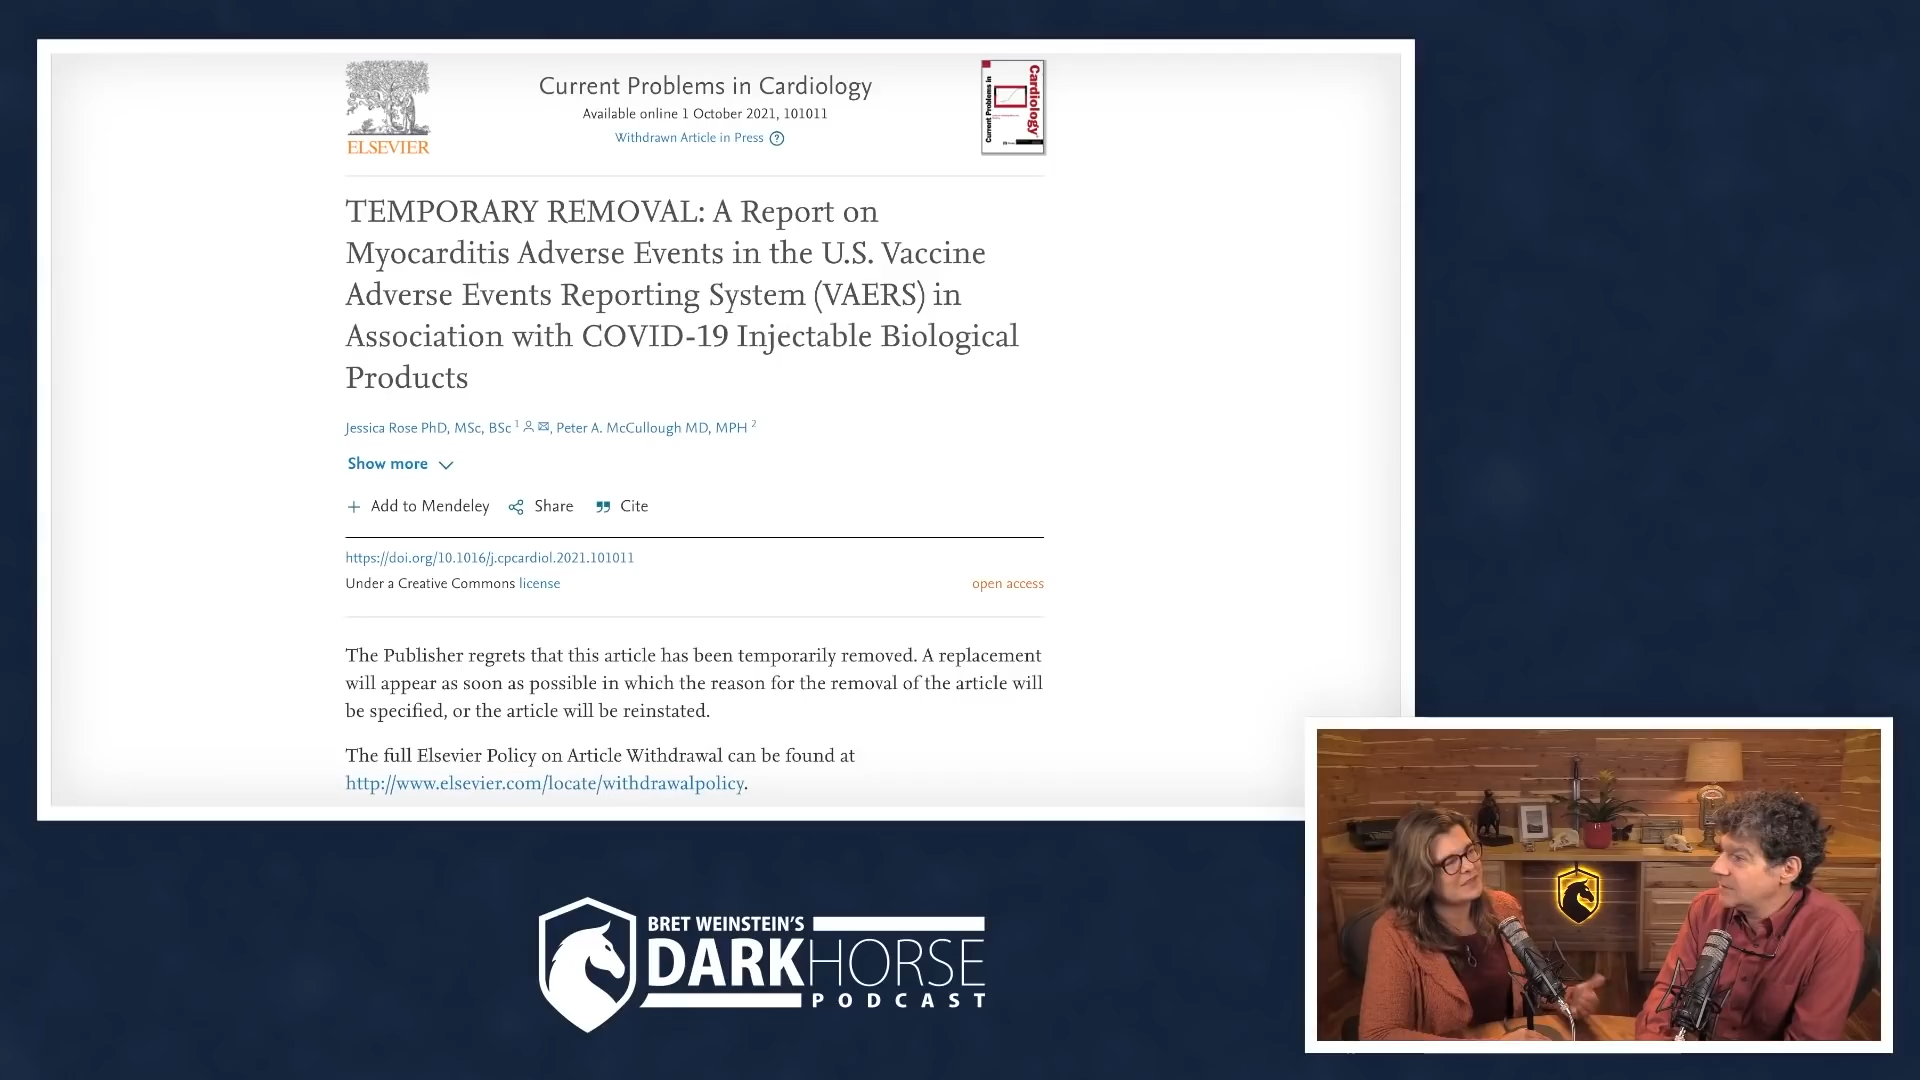 ELSEVIER
Current Problems in Cardiology
Available online 1 October 2021, 101011
Withdrawn Article in Press ?
Current Problems in
Cardiology
TEMPORARY REMOVAL: A Report on
Myocarditis Adverse Events in the U.S. Vaccine
Adverse Events Reporting System (VAERS) in
Association with COVID-19 Injectable Biological
Products
Jessica Rose PhD, MSc, BSc 1, Peter A. McCullough MD, MPH 2
Show more
+ Add to Mendeley Share Cite
https://doi.org/10.1016/j.cpcardiol.2021.101011
Under a Creative Commons license open access
The Publisher regrets that this article has been temporarily removed. A replacement
will appear as soon as possible in which the reason for the removal of the article will
be specified, or the article will be reinstated.
The full Elsevier Policy on Article Withdrawal can be found at
http://www.elsevier.com/locate/withdrawalpolicy.
BRET WEINSTEIN'S
DARKHORSE
PODCAST